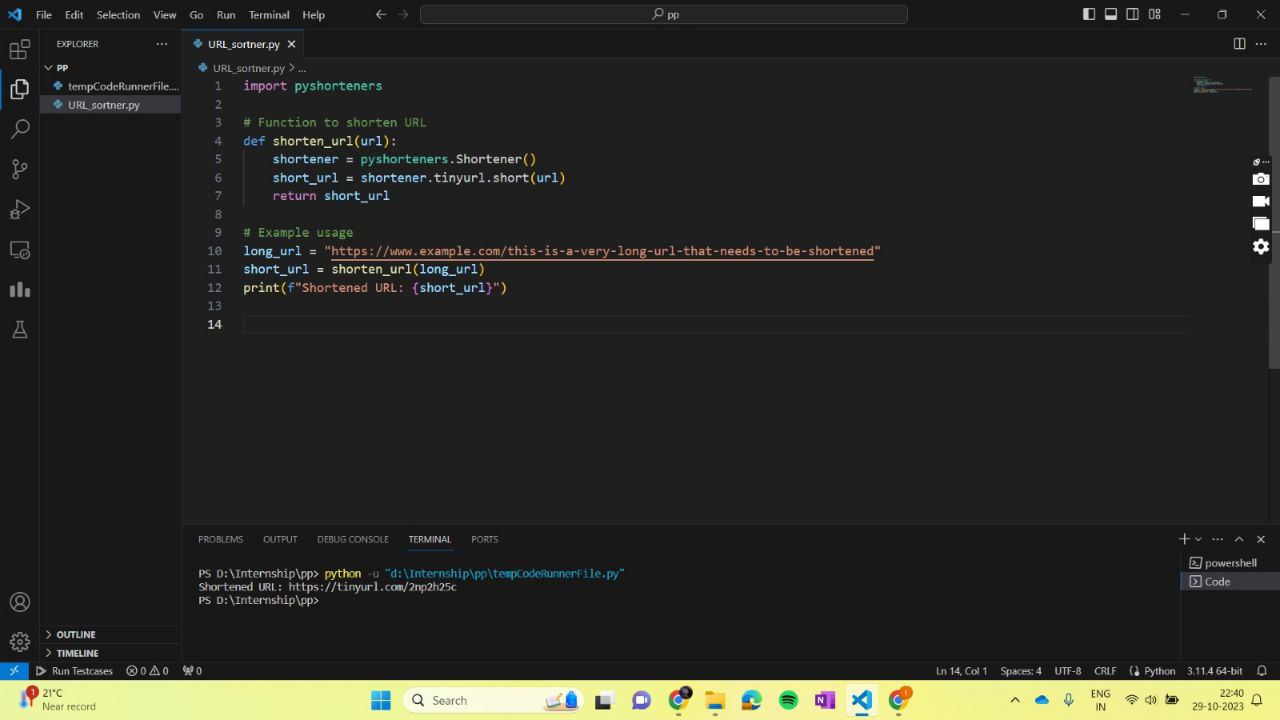 File Edit Selection View Go Run Terminal Help
pp
EXPLORER
PP
tempCodeRunnerFile....
URL_sortner.py
URL_sortner.py
URL_sortner.py > ...
1 import pyshorteners
2
3 # Function to shorten URL
4 def shorten_url(url):
5 shortener = pyshorteners.Shortener()
6 short_url = shortener.tinyurl.short(url)
7 return short_url
8
9 # Example usage
10 long_url = "https://www.example.com/this-is-a-very-long-url-that-needs-to-be-shortened"
11 short_url = shorten_url(long_url)
12 print(f"Shortened URL: {short_url}")
13
14
PROBLEMS OUTPUT DEBUG CONSOLE TERMINAL PORTS
PS D:\Internship\pp> python -u "d:\Internship\pp\tempCodeRunnerFile.py"
Shortened URL: https://tinyurl.com/2np2h25c
PS D:\Internship\pp>
powershell
Code
OUTLINE
TIMELINE
Run Testcases 0 0 0
Ln 14, Col 1 Spaces: 4 UTF-8 CRLF Python 3.11.4 64-bit
1
21°C
Near record
Search
ENG
IN
22:40
29-10-2023